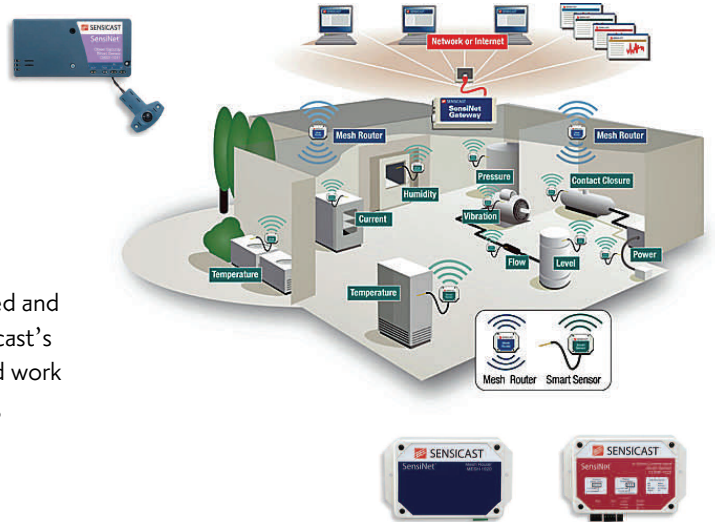 SENSICAST
SensiNet
Network or Internet
SENSICAST
SensiNet
Gateway
Mesh Router
Mesh Router
Pressure
Humidity
Contact Closure
Current
Vibration
Temperature
Flow
Level
Power
Temperature
Mesh Router
Smart Sensor
ed and
cast's
d work
SENSICAST
SensiNet
SENSICAST
SensiNet